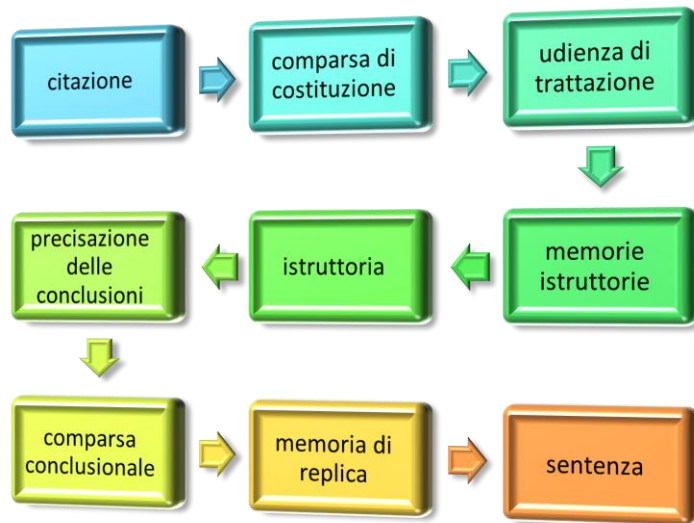 citazione
comparsa di
costituzione
udienza di
trattazione
memorie
istruttorie
istruttoria
precisazione
delle
conclusioni
comparsa
conclusionale
memoria di
replica
sentenza